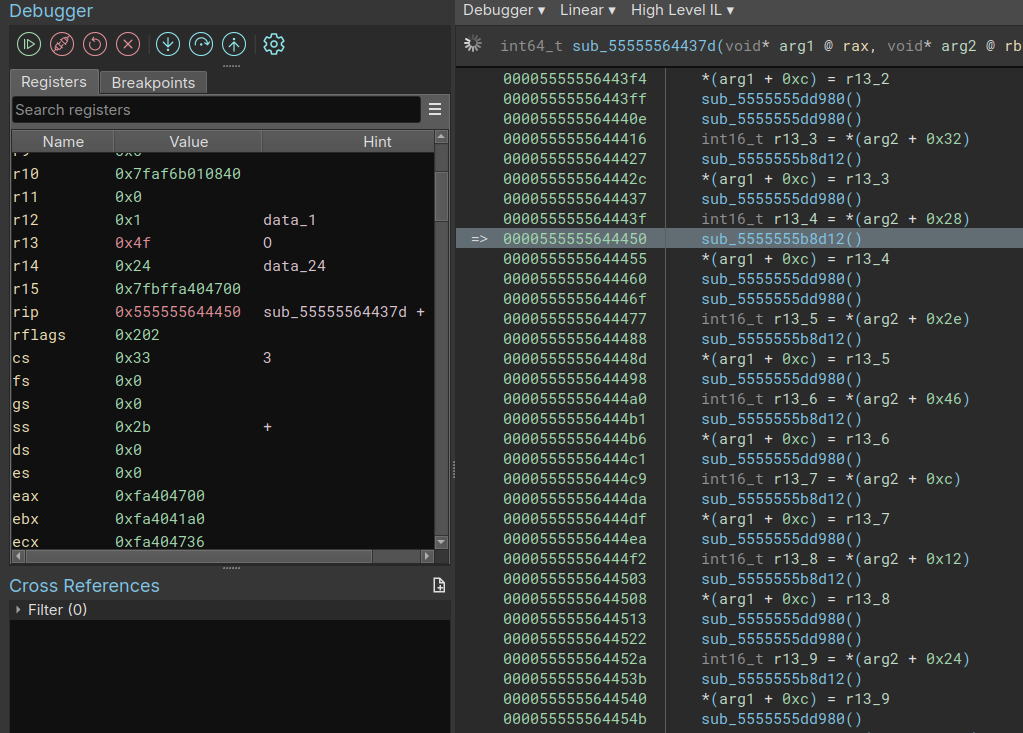 Debugger
Registers
Breakpoints
Search registers
Name Value Hint
r9 0x0
r10 0x7faf6b010840
r11 0x0
r12 0x1 data_1
r13 0x4f O
r14 0x24 data_24
r15 0x7fbffa404700
rip 0x555555644450 sub_55555564437d +
rflags 0x202
cs 0x33 3
fs 0x0
gs 0x0
ss 0x2b +
ds 0x0
es 0x0
eax 0xfa404700
ebx 0xfa4041a0
ecx 0xfa404736
Cross References
Filter (0)
Debugger ▾ Linear ▾ High Level IL ▾
int64_t sub_55555564437d(void* arg1 @ rax, void* arg2 @ rb
00005555556443f4 *(arg1 + 0xc) = r13_2
00005555556443ff sub_5555555dd980()
000055555564440e sub_5555555dd980()
0000555555644416 int16_t r13_3 = *(arg2 + 0x32)
0000555555644427 sub_5555555b8d12()
000055555564442c *(arg1 + 0xc) = r13_3
0000555555644437 sub_5555555dd980()
000055555564443f int16_t r13_4 = *(arg2 + 0x28)
=> 0000555555644450 sub_5555555b8d12()
0000555555644455 *(arg1 + 0xc) = r13_4
0000555555644460 sub_5555555dd980()
000055555564446f sub_5555555dd980()
0000555555644477 int16_t r13_5 = *(arg2 + 0x2e)
0000555555644488 sub_5555555b8d12()
000055555564448d *(arg1 + 0xc) = r13_5
0000555555644498 sub_5555555dd980()
00005555556444a0 int16_t r13_6 = *(arg2 + 0x46)
00005555556444b1 sub_5555555b8d12()
00005555556444b6 *(arg1 + 0xc) = r13_6
00005555556444c1 sub_5555555dd980()
00005555556444c9 int16_t r13_7 = *(arg2 + 0xc)
00005555556444da sub_5555555b8d12()
00005555556444df *(arg1 + 0xc) = r13_7
00005555556444ea sub_5555555dd980()
00005555556444f2 int16_t r13_8 = *(arg2 + 0x12)
0000555555644503 sub_5555555b8d12()
0000555555644508 *(arg1 + 0xc) = r13_8
0000555555644513 sub_5555555dd980()
0000555555644522 sub_5555555dd980()
000055555564452a int16_t r13_9 = *(arg2 + 0x24)
000055555564453b sub_5555555b8d12()
0000555555644540 *(arg1 + 0xc) = r13_9
000055555564454b sub_5555555dd980()